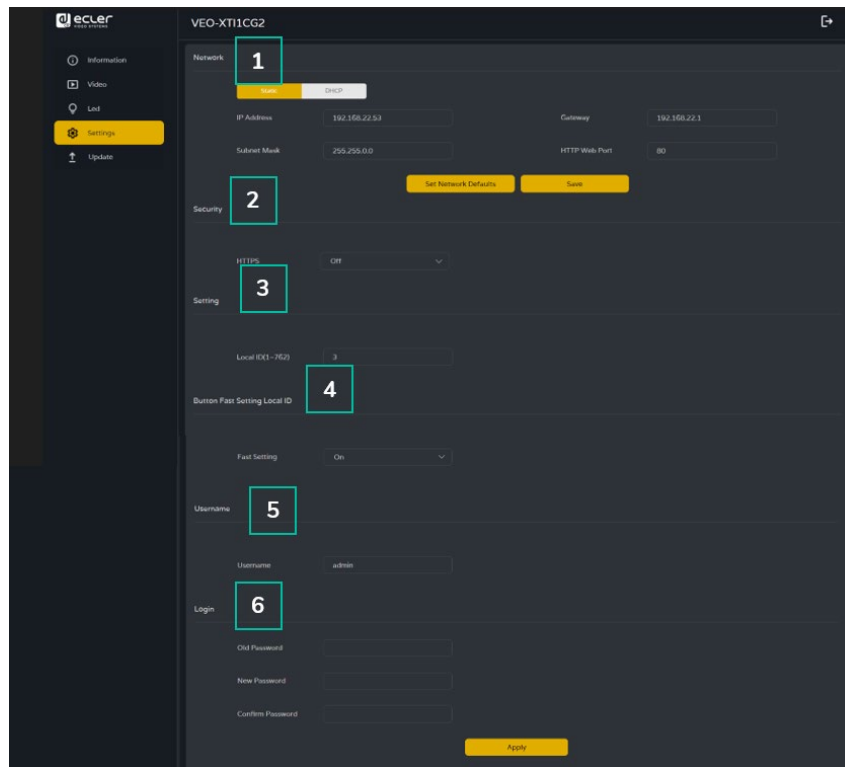 ecler
VIDEO SYSTEMS
VEO-XTI1CG2
Information
Video
Led
Settings
Update
Network
1
Static DHCP
IP Address 192.168.22.53 Gateway 192.168.22.1
Subnet Mask 255.255.0.0 HTTP Web Port 80
Set Network Defaults Save
Security
2
HTTPS Off
Setting
3
Local ID(1~762) 3
Button Fast Setting Local ID
4
Fast Setting On
Username
5
Username admin
Login
6
Old Password
New Password
Confirm Password
Apply